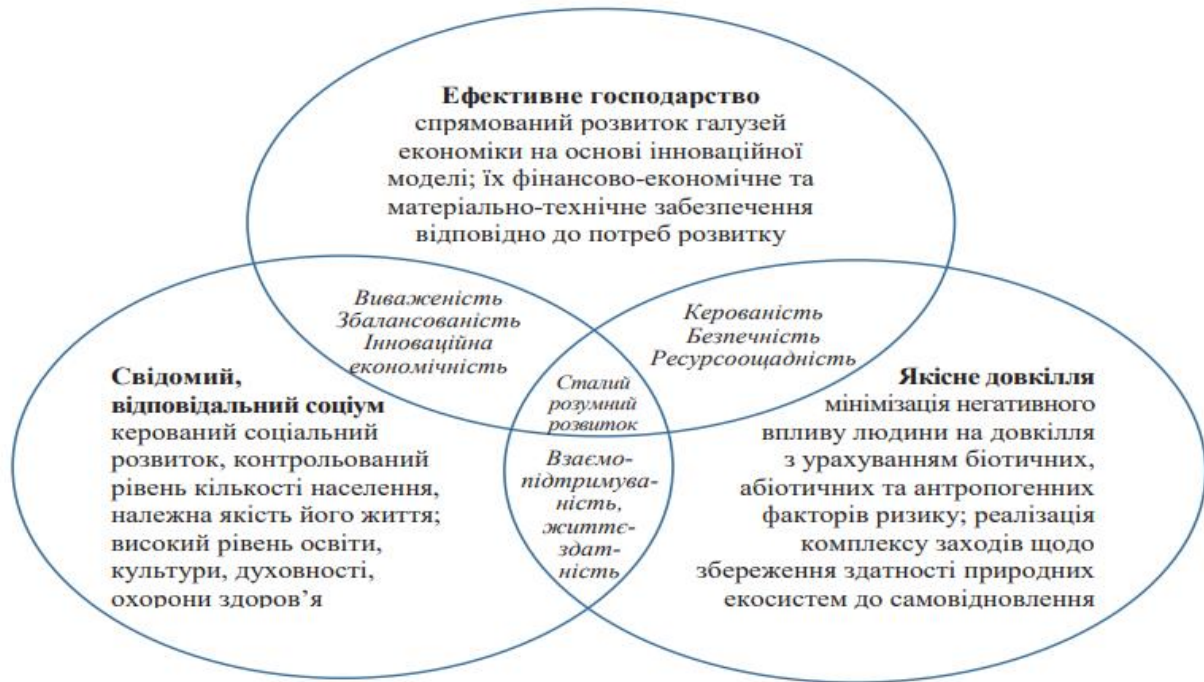 Ефективне господарство
спрямований розвиток галузей
економіки на основі інноваційної
моделі; їх фінансово-економічне та
матеріально-технічне забезпечення
відповідно до потреб розвитку
Виваженість
Збалансованість
Інноваційна
економічність
Керованість
Безпечність
Ресурсоощадність
Сталий
розумний
розвиток
Свідомий,
відповідальний соціум
керований соціальний
розвиток, контрольований
рівень кількості населення,
належна якість його життя;
високий рівень освіти,
культури, духовності,
охорони здоров’я
Взаємо-
підтримува-
ність,
життє-
здат-
ність
Якісне довкілля
мінімізація негативного
впливу людини на довкілля
з урахуванням біотичних,
абіотичних та антропогенних
факторів ризику; реалізація
комплексу заходів щодо
збереження здатності природних
екосистем до самовідновлення